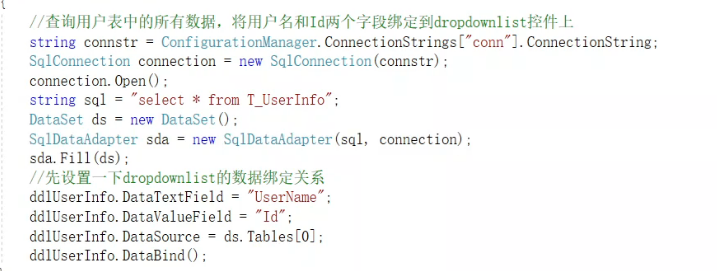 {
//查询用户表中的所有数据，将用户名和Id两个字段绑定到dropdownlist控件上
string connstr = ConfigurationManager.ConnectionStrings["conn"].ConnectionString;
SqlConnection connection = new SqlConnection(connstr);
connection.Open();
string sql = "select * from T_UserInfo";
DataSet ds = new DataSet();
SqlDataAdapter sda = new SqlDataAdapter(sql, connection);
sda.Fill(ds);
//先设置一下dropdownlist的数据绑定关系
ddlUserInfo.DataTextField = "UserName";
ddlUserInfo.DataValueField = "Id";
ddlUserInfo.DataSource = ds.Tables[0];
ddlUserInfo.DataBind();